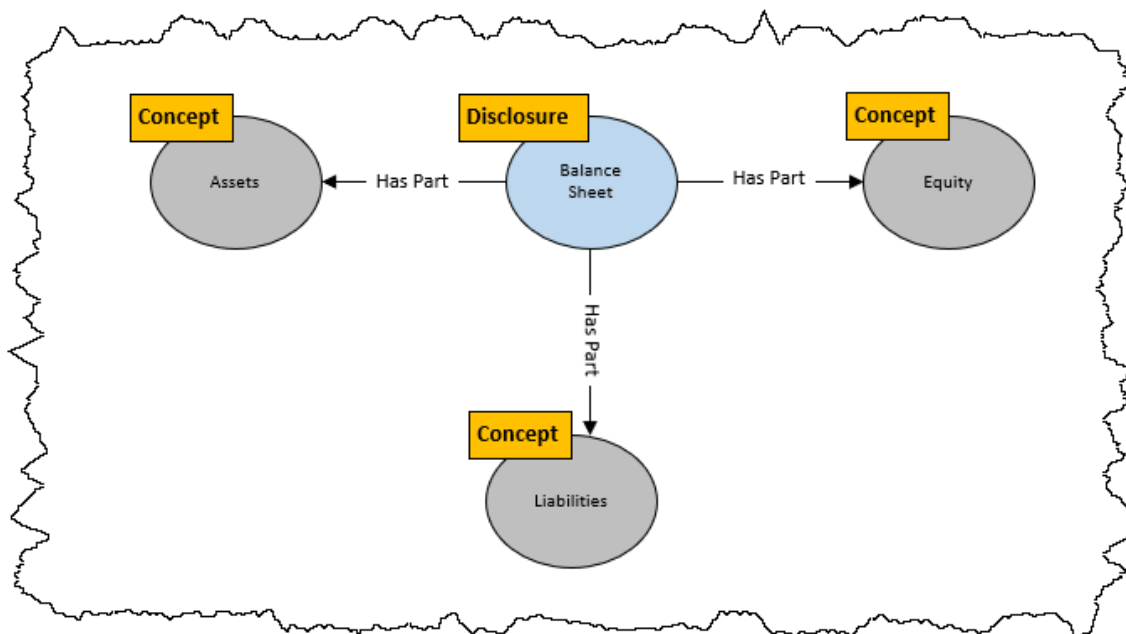 Concept
Disclosure
Concept
Assets
Has Part
Balance
Sheet
Has Part
Equity
Has Part
Concept
Liabilities